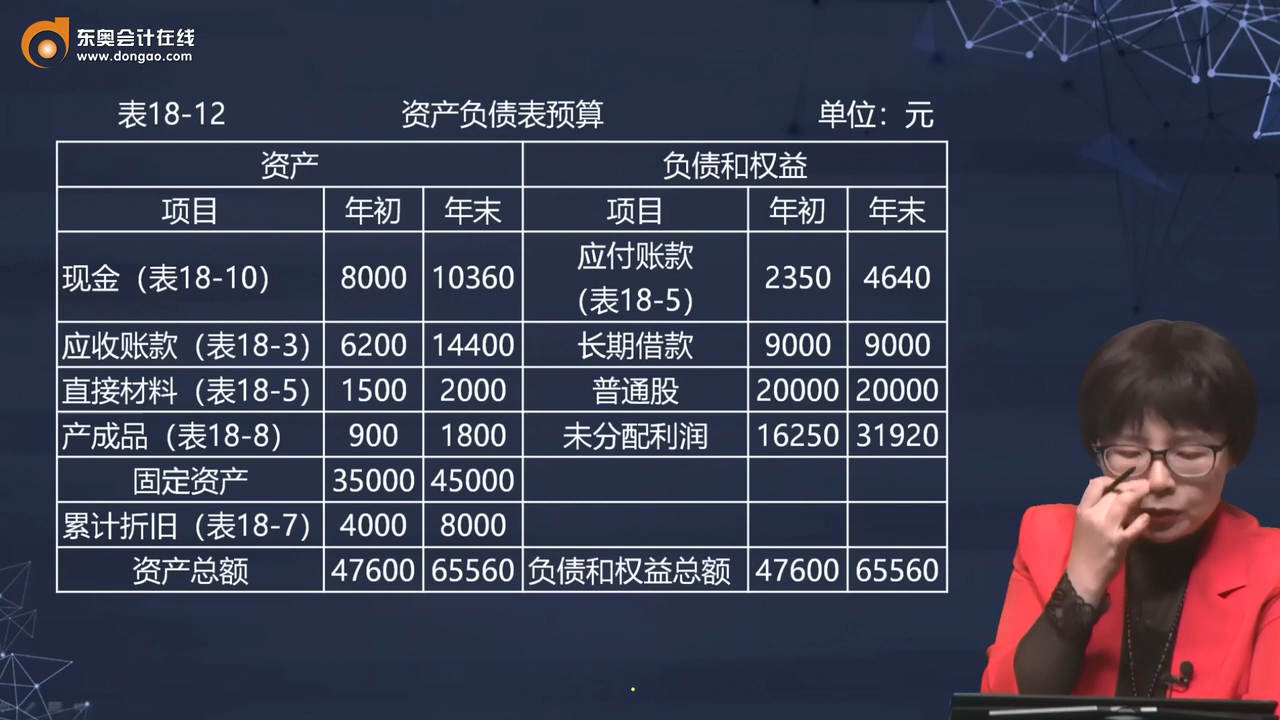 东奥会计在线
www.dongao.com
表18-12 资产负债表预算 单位：元
资产 负债和权益
项目 年初 年末 项目 年初 年末
现金（表18-10） 8000 10360 应付账款（表18-5） 2350 4640
应收账款（表18-3） 6200 14400 长期借款 9000 9000
直接材料（表18-5） 1500 2000 普通股 20000 20000
产成品（表18-8） 900 1800 未分配利润 16250 31920
固定资产 35000 45000
累计折旧（表18-7） 4000 8000
资产总额 47600 65560 负债和权益总额 47600 65560